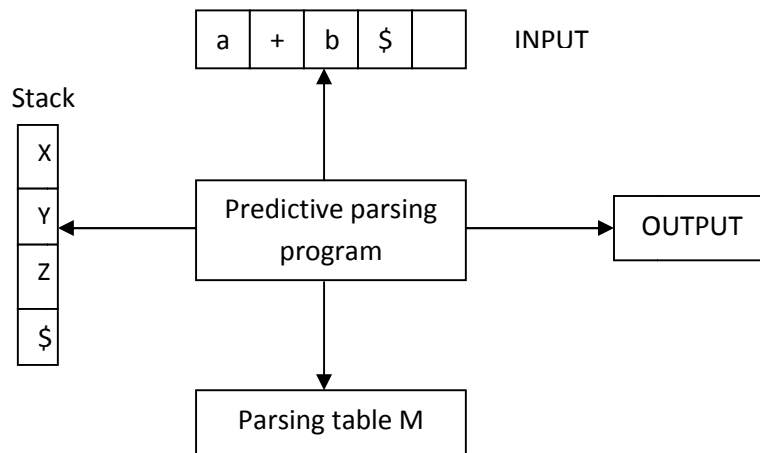 a + b $ INPUT
Stack
X
Y
Z
$
Predictive parsing
program
OUTPUT
Parsing table M